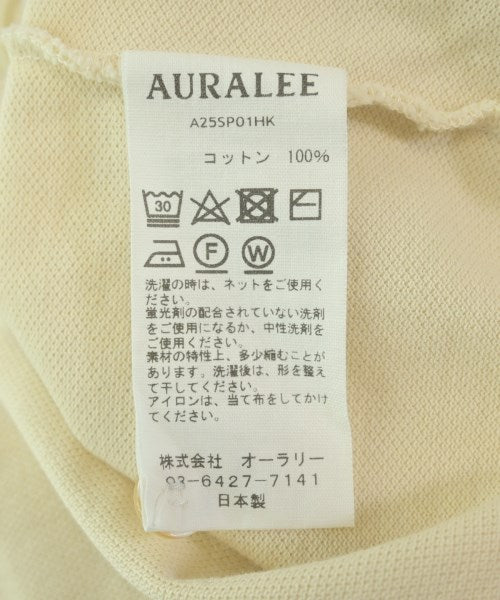 AURALEE
A25SP01HK
コットン 100%
30
F W
洗濯の時は、ネットをご使用く
ださい。
蛍光剤の配合されていない洗剤
をご使用になるか、中性洗剤を
ご使用ください。
素材の特性上、多少縮むことが
あります。洗濯後は、形を整え
て干してください。
アイロンは、当て布をしてかけ
てください。
株式会社 オーラリー
03-6427-7141
日本製